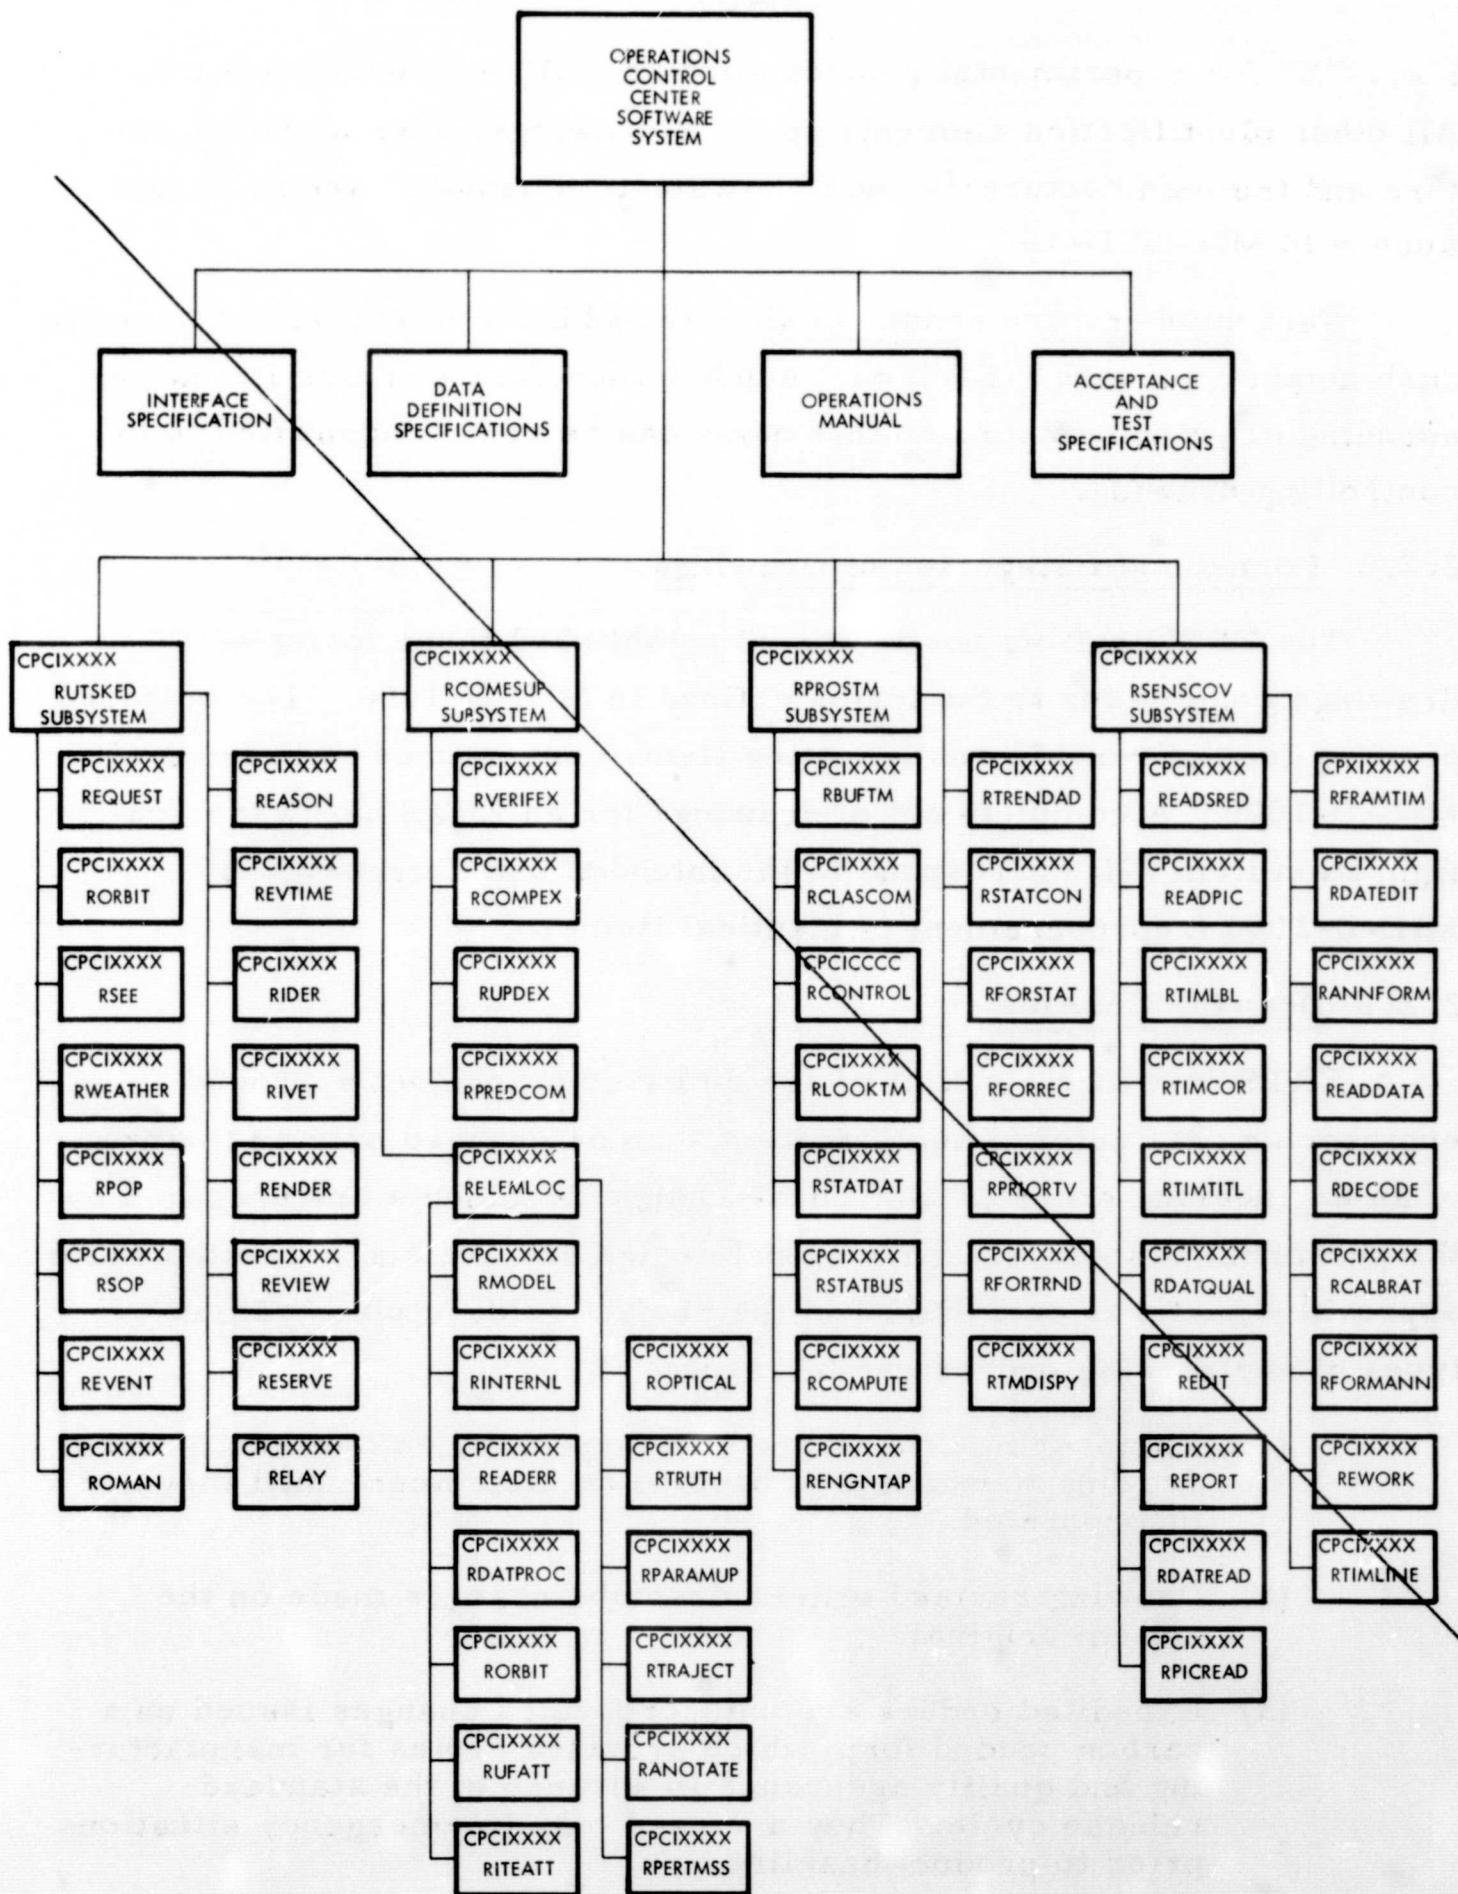 OPERATIONS
CONTROL
CENTER
SOFTWARE
SYSTEM
INTERFACE
SPECIFICATION
DATA
DEFINITION
SPECIFICATIONS
OPERATIONS
MANUAL
ACCEPTANCE
AND
TEST
SPECIFICATIONS
CPCIXXXX
RUTSKED
SUBSYSTEM
CPCIXXXX
REQUEST
CPCIXXXX
RORBIT
CPCIXXXX
RSEE
CPCIXXXX
RWEATHER
CPCIXXXX
RPOP
CPCIXXXX
RSOP
CPCIXXXX
REVENT
CPCIXXXX
ROMAN
CPCIXXXX
REASON
CPCIXXXX
REVTIME
CPCIXXXX
RIDER
CPCIXXXX
RIVET
CPCIXXXX
RENDER
CPCIXXXX
REVIEW
CPCIXXXX
RESERVE
CPCIXXXX
RELAY
CPCIXXXX
RCOMESUP
SUBSYSTEM
CPCIXXXX
RVERIFEX
CPCIXXXX
RCOMPEX
CPCIXXXX
RUPDEX
CPCIXXXX
RPREDCOM
CPCIXXXX
RELEMLOC
CPCIXXXX
RMODEL
CPCIXXXX
RINTERNL
CPCIXXXX
READERR
CPCIXXXX
RDATPROC
CPCIXXXX
RORBIT
CPCIXXXX
RUFATT
CPCIXXXX
RITEATT
CPCIXXXX
ROPTICAL
CPCIXXXX
RTRUTH
CPCIXXXX
RPARAMUP
CPCIXXXX
RTRAJECT
CPCIXXXX
RANOTATE
CPCIXXXX
RPERTMSS
CPCIXXXX
RPROSTM
SUBSYSTEM
CPCIXXXX
RBUFTM
CPCIXXXX
RCLASCOM
CPCICCCC
RCONTROL
CPCIXXXX
RLOOKTM
CPCIXXXX
RSTATDAT
CPCIXXXX
RSTATBUS
CPCIXXXX
RCOMPUTE
CPCIXXXX
RENGNTAP
CPCIXXXX
RTRENDAD
CPCIXXXX
RSTATCON
CPCIXXXX
RFORSTAT
CPCIXXXX
RFORREC
CPCIXXXX
RPRIORTV
CPCIXXXX
RFORTRND
CPCIXXXX
RTMDISPY
CPCIXXXX
RSENSCOV
SUBSYSTEM
CPCIXXXX
READSRED
CPCIXXXX
READPIC
CPCIXXXX
RTIMLBL
CPCIXXXX
RTIMCOR
CPCIXXXX
RTIMTITL
CPCIXXXX
RDATQUAL
CPCIXXXX
REDIT
CPCIXXXX
REPORT
CPCIXXXX
RDATREAD
CPCIXXXX
RPICREAD
CPXIXXXX
RFRAMTIM
CPCIXXXX
RDATEDIT
CPCIXXXX
RANNFORM
CPCIXXXX
READDATA
CPCIXXXX
RDECODE
CPCIXXXX
RCALBRAT
CPCIXXXX
RFORMANN
CPCIXXXX
REWORK
CPCIXXXX
RTIMLINE